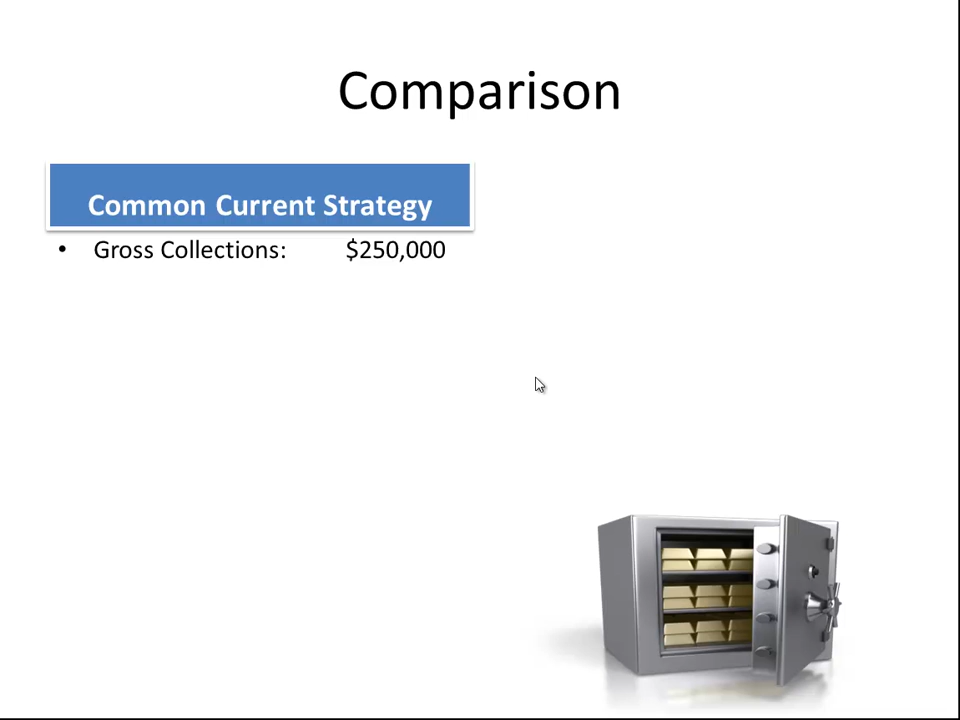 Comparison
Common Current Strategy
• Gross Collections: $250,000